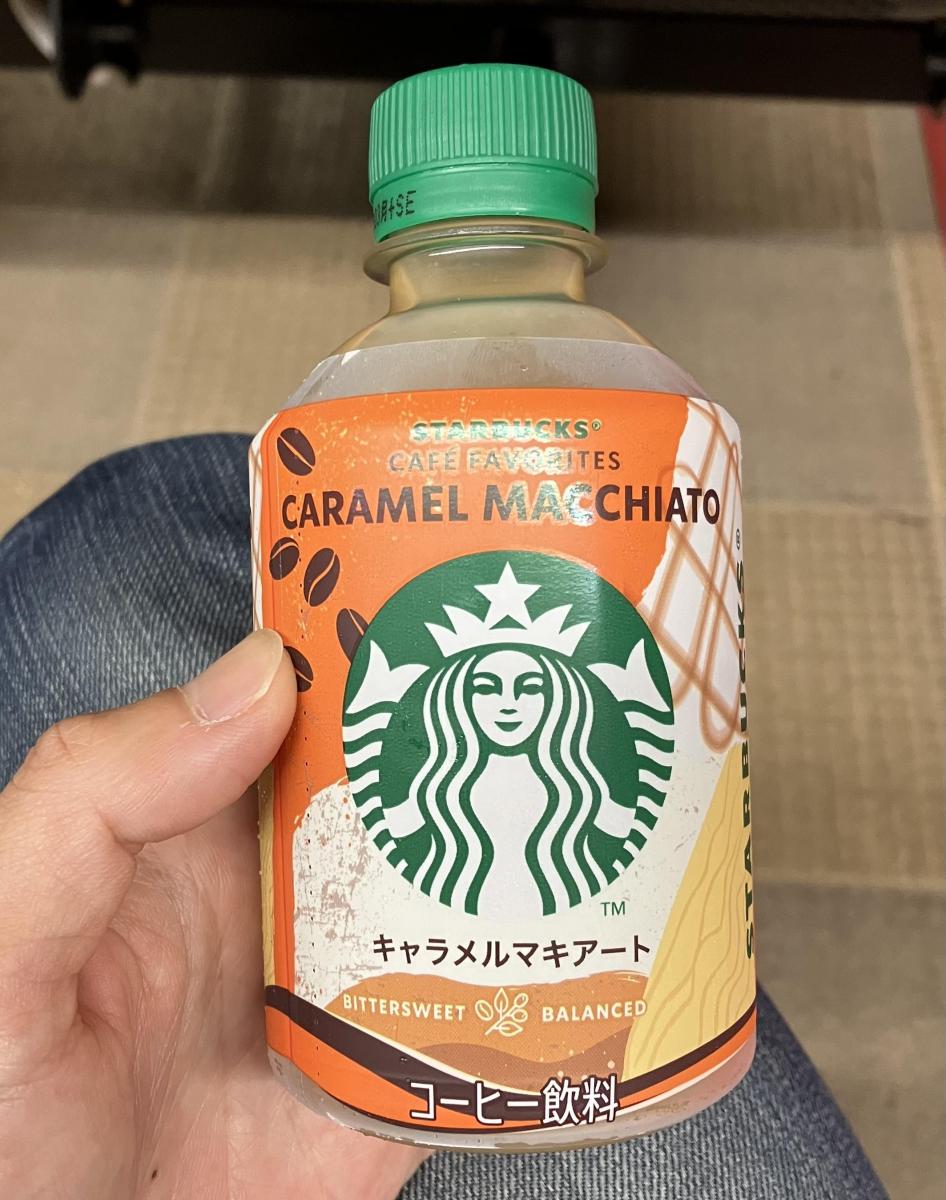 STARBUCKS®
CAFÉ FAVORITES
CARAMEL MACCHIATO
STARBUCKS®
TM
キャラメルマキアート
BITTERSWEET BALANCED
コーヒー飲料